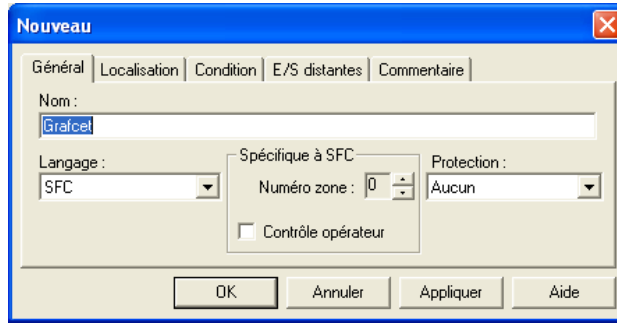 Nouveau
Général Localisation Condition E/S distantes Commentaire
Nom :
Grafcet
Langage : Spécifique à SFC Protection :
SFC Numéro zone : 0 Aucun
Contrôle opérateur
OK Annuler Appliquer Aide